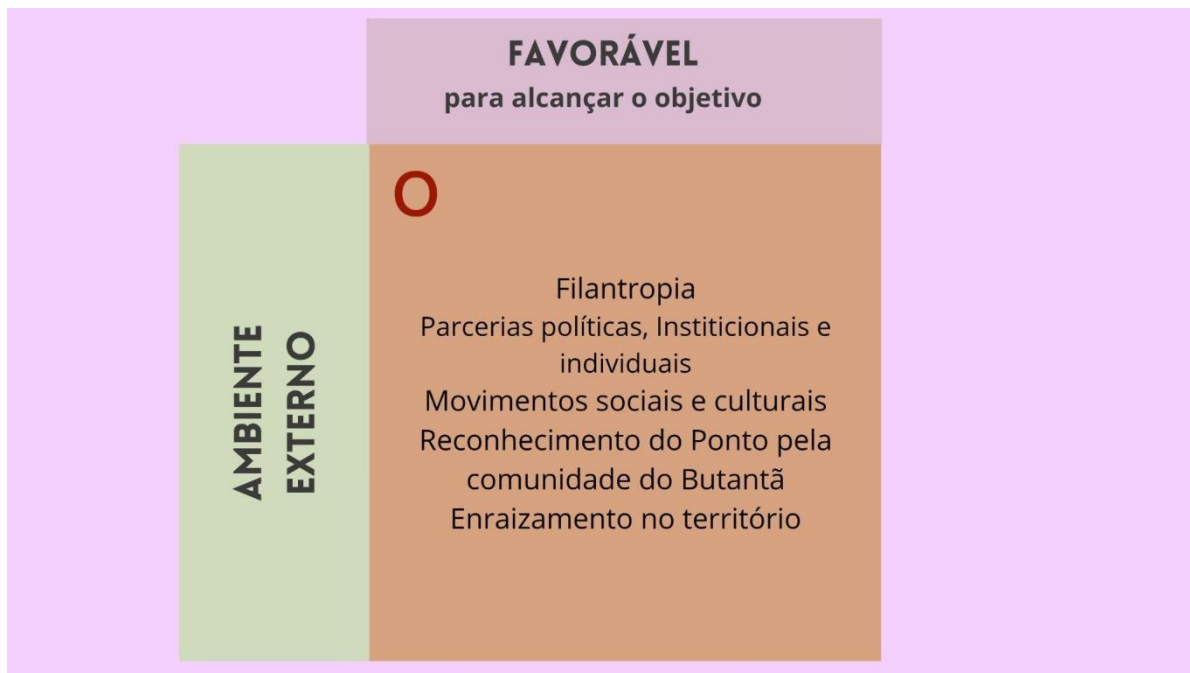 FAVORÁVEL
para alcançar o objetivo
O
AMBIENTE
EXTERNO
Filantropia
Parcerias políticas, Institicionais e
individuais
Movimentos sociais e culturais
Reconhecimento do Ponto pela
comunidade do Butantã
Enraizamento no território